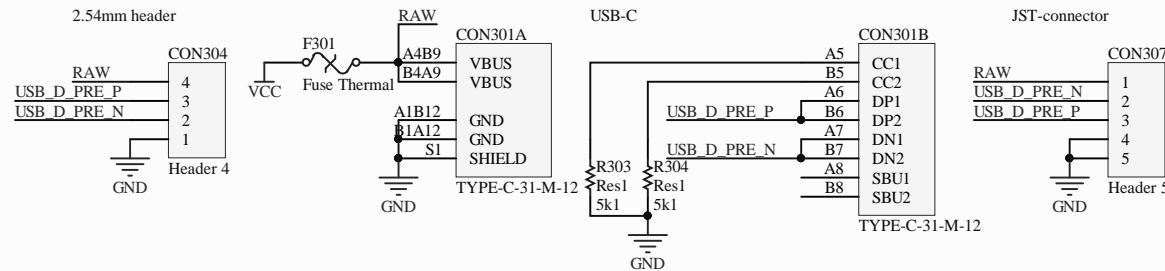 2.54mm header
CON304
RAW
4
USB_D_PRE_P
3
USB_D_PRE_N
2
1
GND
Header 4
F301
Fuse Thermal
VCC
RAW
CON301A
A4B9
VBUS
B4A9
VBUS
A1B12
GND
B1A12
GND
S1
SHIELD
GND
TYPE-C-31-M-12
USB-C
R303
Res1
5k1
R304
Res1
5k1
GND
USB_D_PRE_P
USB_D_PRE_N
CON301B
A5
CC1
B5
CC2
A6
DP1
B6
DP2
A7
DN1
B7
DN2
A8
SBU1
B8
SBU2
TYPE-C-31-M-12
JST-connector
CON307
RAW
1
USB_D_PRE_N
2
USB_D_PRE_P
3
4
5
GND
Header 5